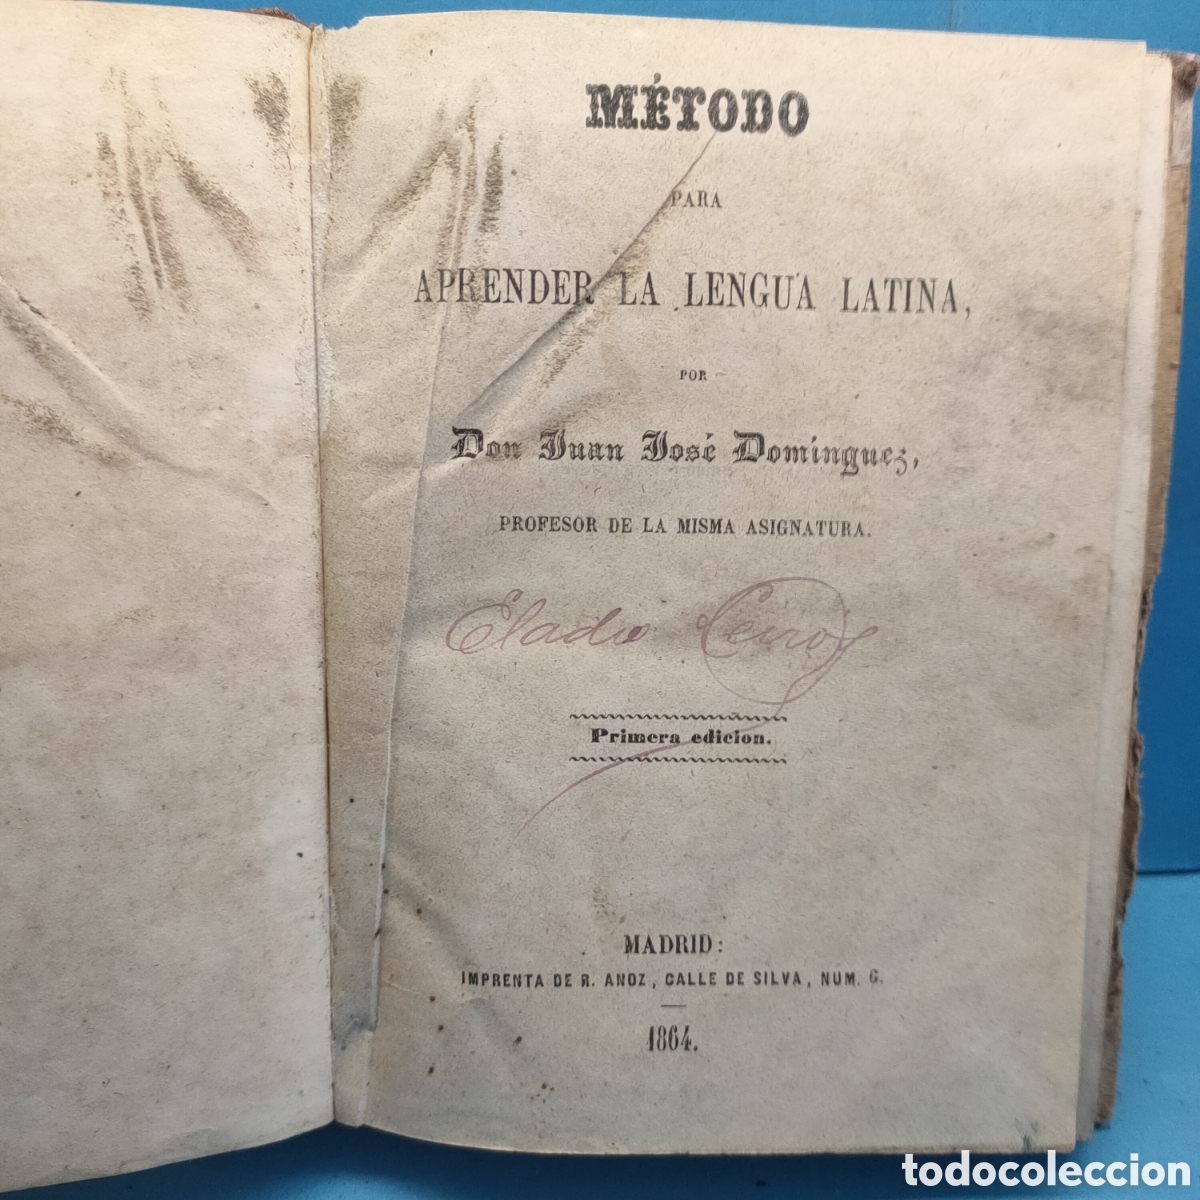 MÉTODO
PARA
APRENDER LA LENGUA LATINA,
POR
Don Juan José Dominguez,
PROFESOR DE LA MISMA ASIGNATURA.
Eladio
Primera edicion.
MADRID:
IMPRENTA DE R. ANOZ, CALLE DE SILVA, NUM. 6.
1864.
todocoleccion